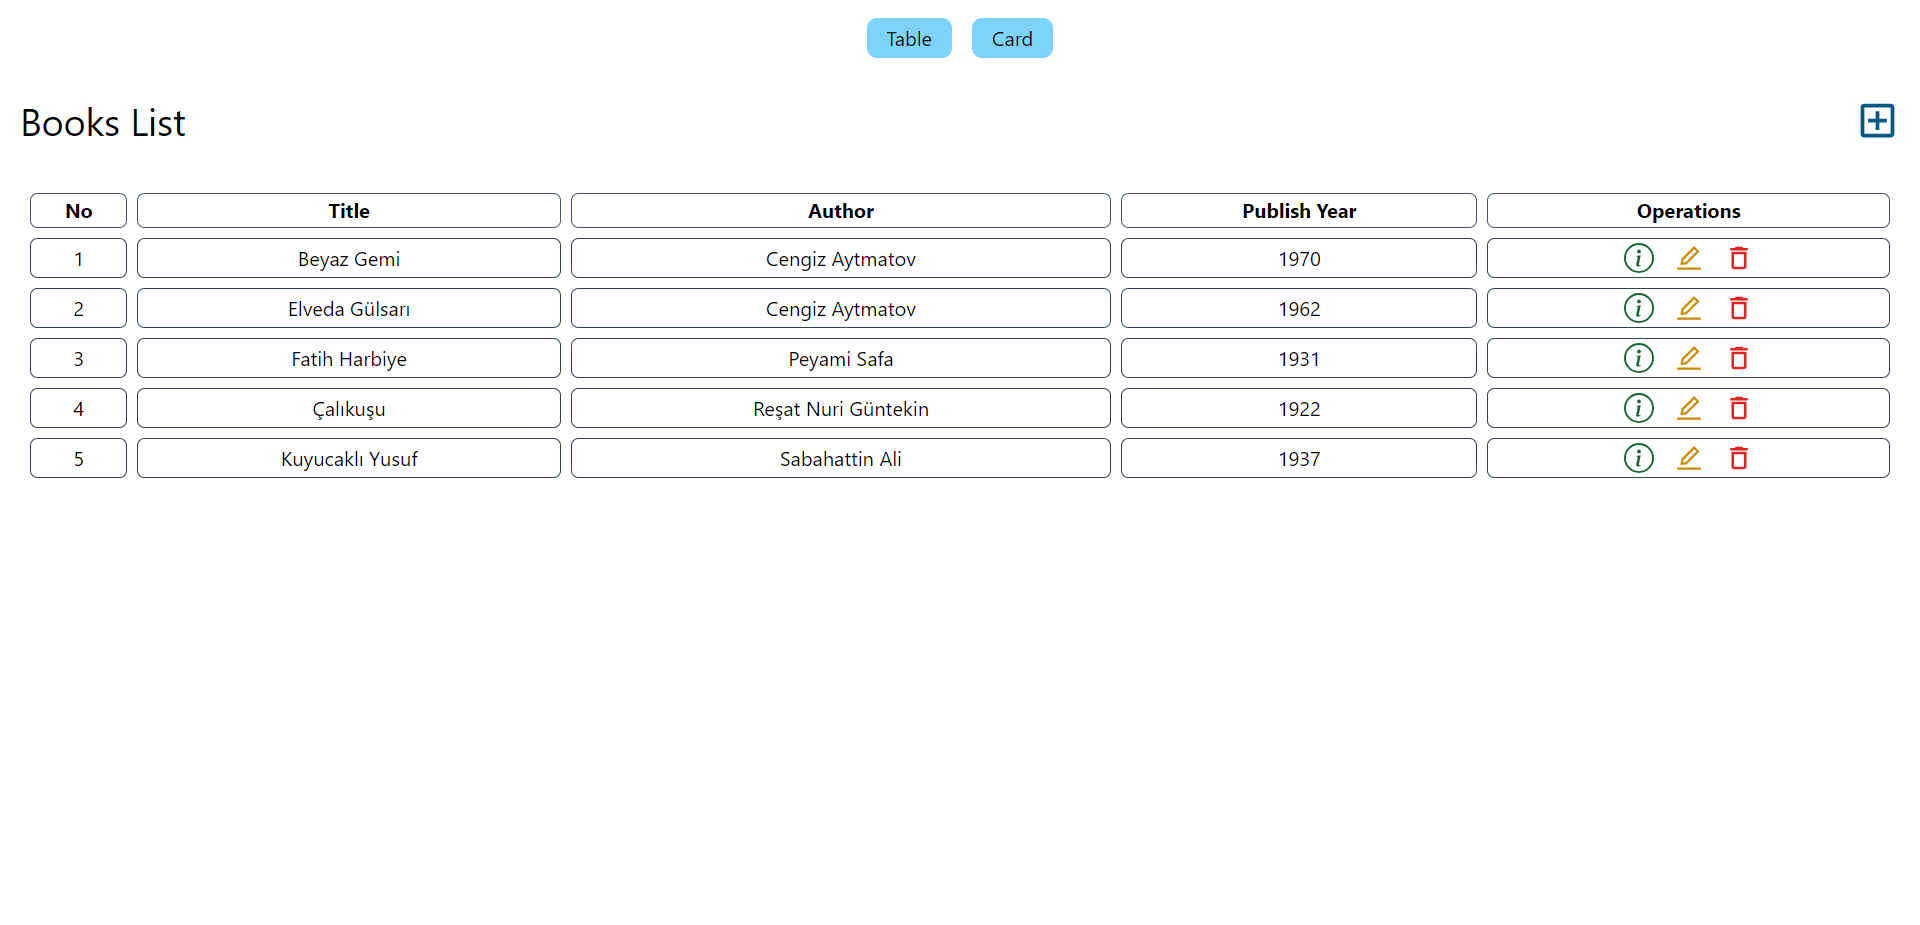 Table Card
Books List
No Title Author Publish Year Operations
1 Beyaz Gemi Cengiz Aytmatov 1970
2 Elveda Gülsarı Cengiz Aytmatov 1962
3 Fatih Harbiye Peyami Safa 1931
4 Çalıkuşu Reşat Nuri Güntekin 1922
5 Kuyucaklı Yusuf Sabahattin Ali 1937